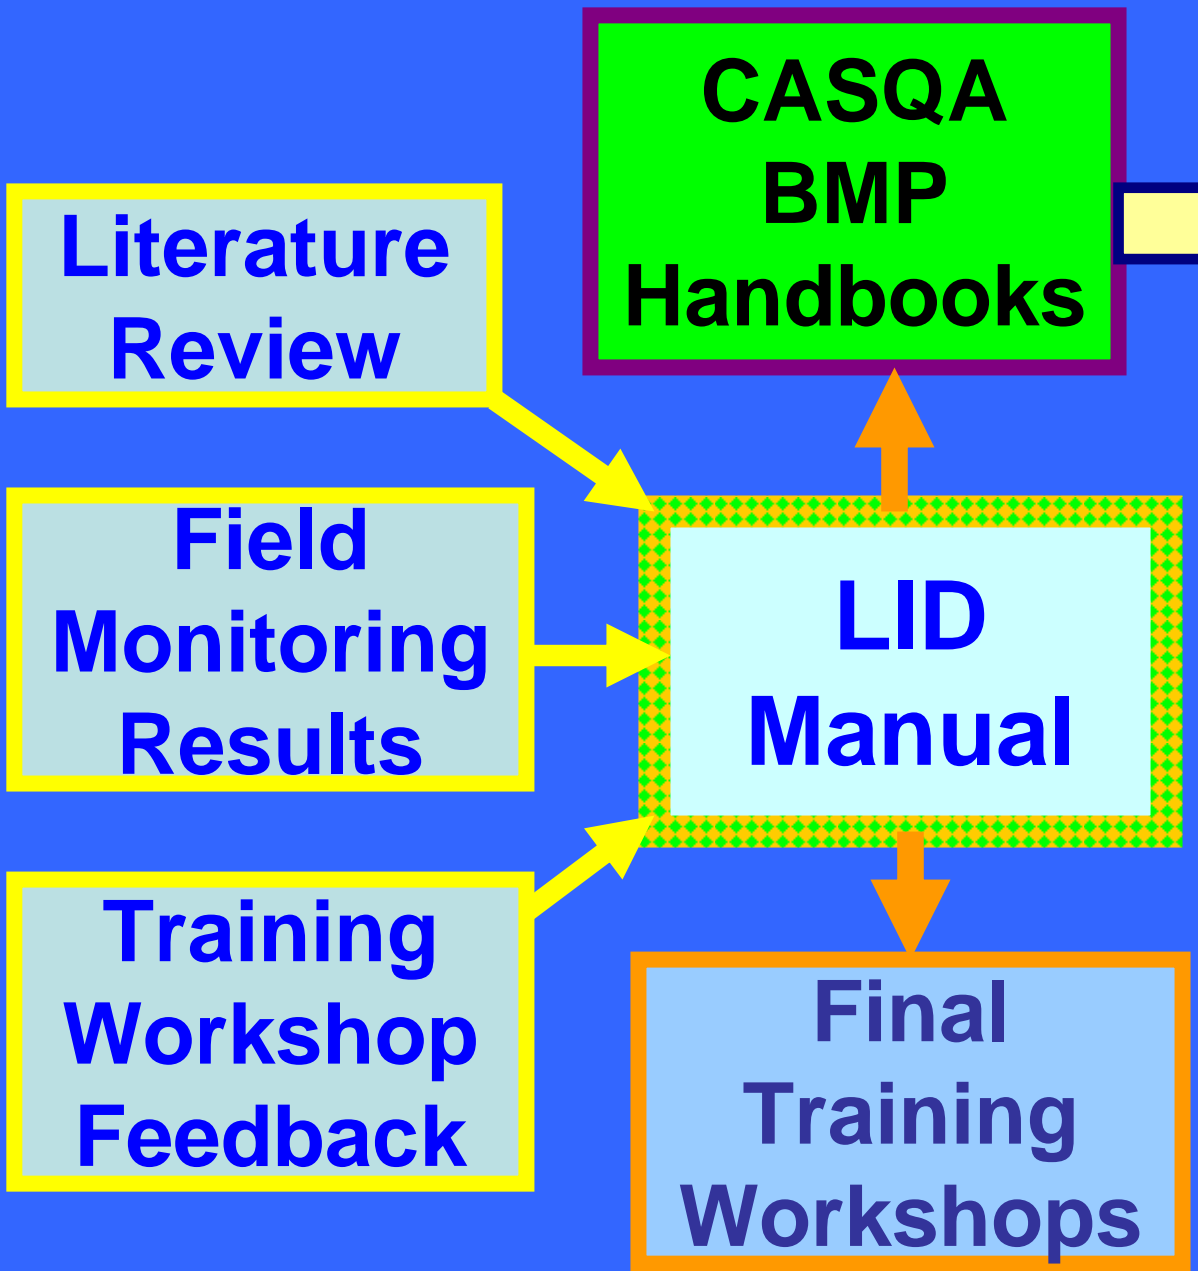 CASQA
BMP
Handbooks
Literature
Review
Field
Monitoring
Results
LID
Manual
Training
Workshop
Feedback
Final
Training
Workshops